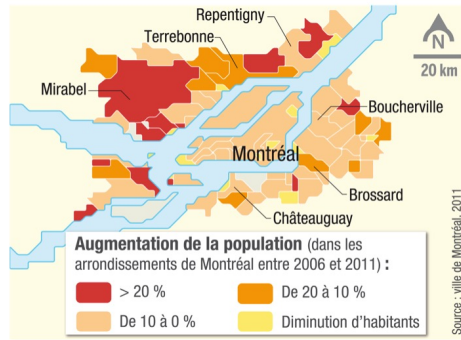 Repentigny
Terrebonne
N
20 km
Mirabel
Boucherville
Montréal
Brossard
Châteauguay
Augmentation de la population (dans les
arrondissements de Montréal entre 2006 et 2011) :
> 20 %
De 20 à 10 %
De 10 à 0 %
Diminution d'habitants
Source : ville de Montréal, 2011